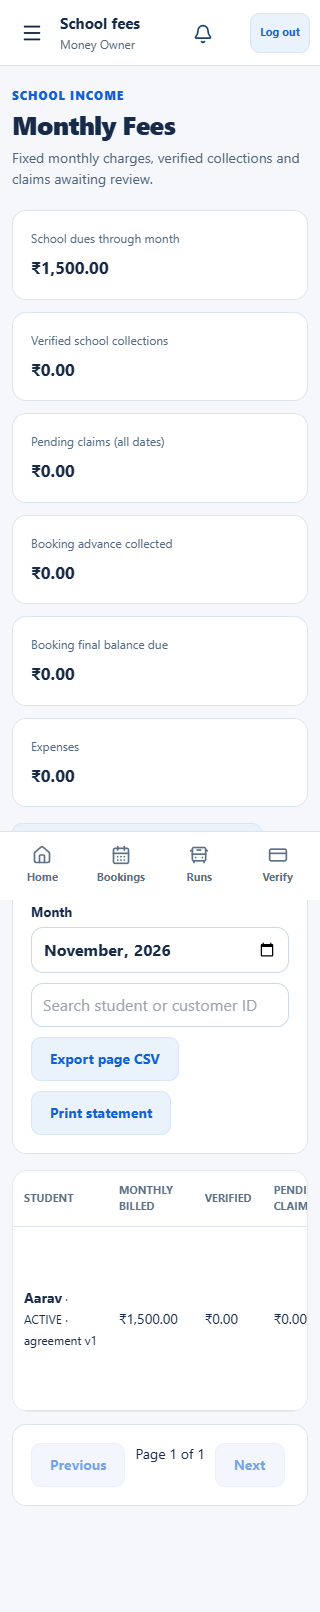 School fees
Money Owner
Log out
SCHOOL INCOME
Monthly Fees
Fixed monthly charges, verified collections and
claims awaiting review.
School dues through month
₹1,500.00
Verified school collections
₹0.00
Pending claims (all dates)
₹0.00
Booking advance collected
₹0.00
Booking final balance due
₹0.00
Expenses
₹0.00
Home Bookings Runs Verify
Month
November, 2026
Search student or customer ID
Export page CSV
Print statement
STUDENT MONTHLY BILLED VERIFIED PENDI CLAIM
Aarav ·
ACTIVE · ₹1,500.00 ₹0.00 ₹0.00
agreement v1
Previous Page 1 of 1 Next